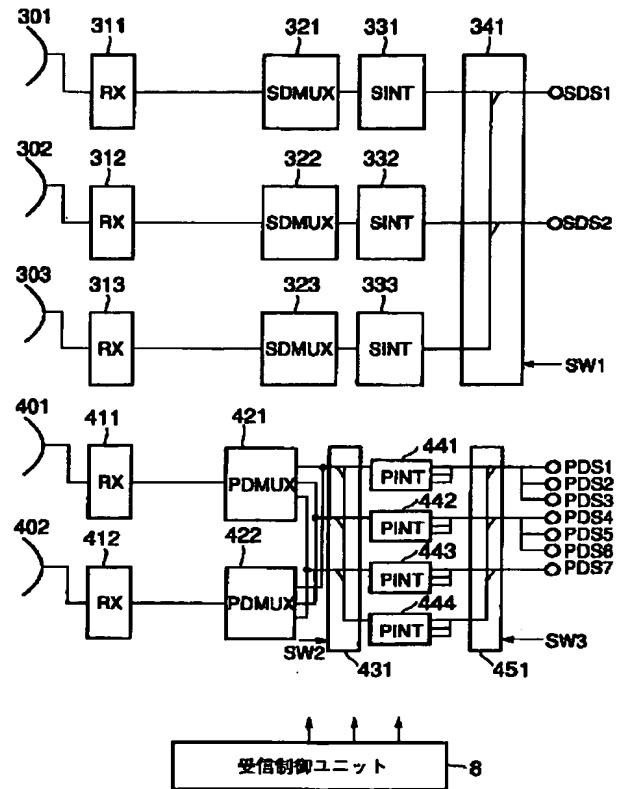 301 311 321 331 341
RX SDMUX SINT SDS1
302 312 322 332
RX SDMUX SINT SDS2
303 313 323 333
RX SDMUX SINT
SW1
401 411 421 441
RX PDMUX PINT PDS1
PDS2
PDS3
442
PINT PDS4
PDS5
PDS6
402 412 422 443
RX PDMUX PINT PDS7
444
PINT
SW2 SW3
431 451
受信制御ユニット 8